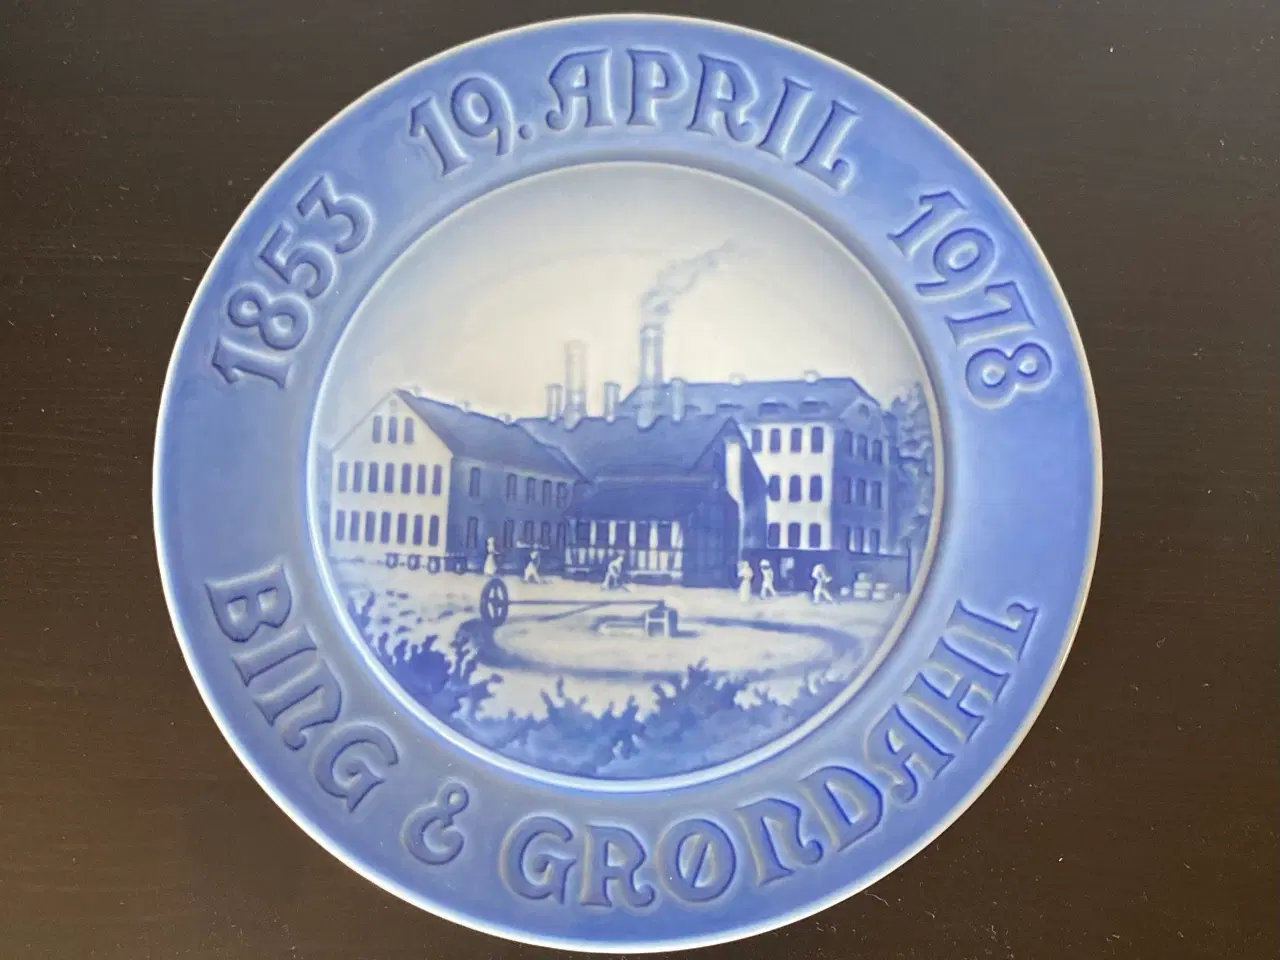 1853 19. APRIL 1978
BING & GRØNDAHL